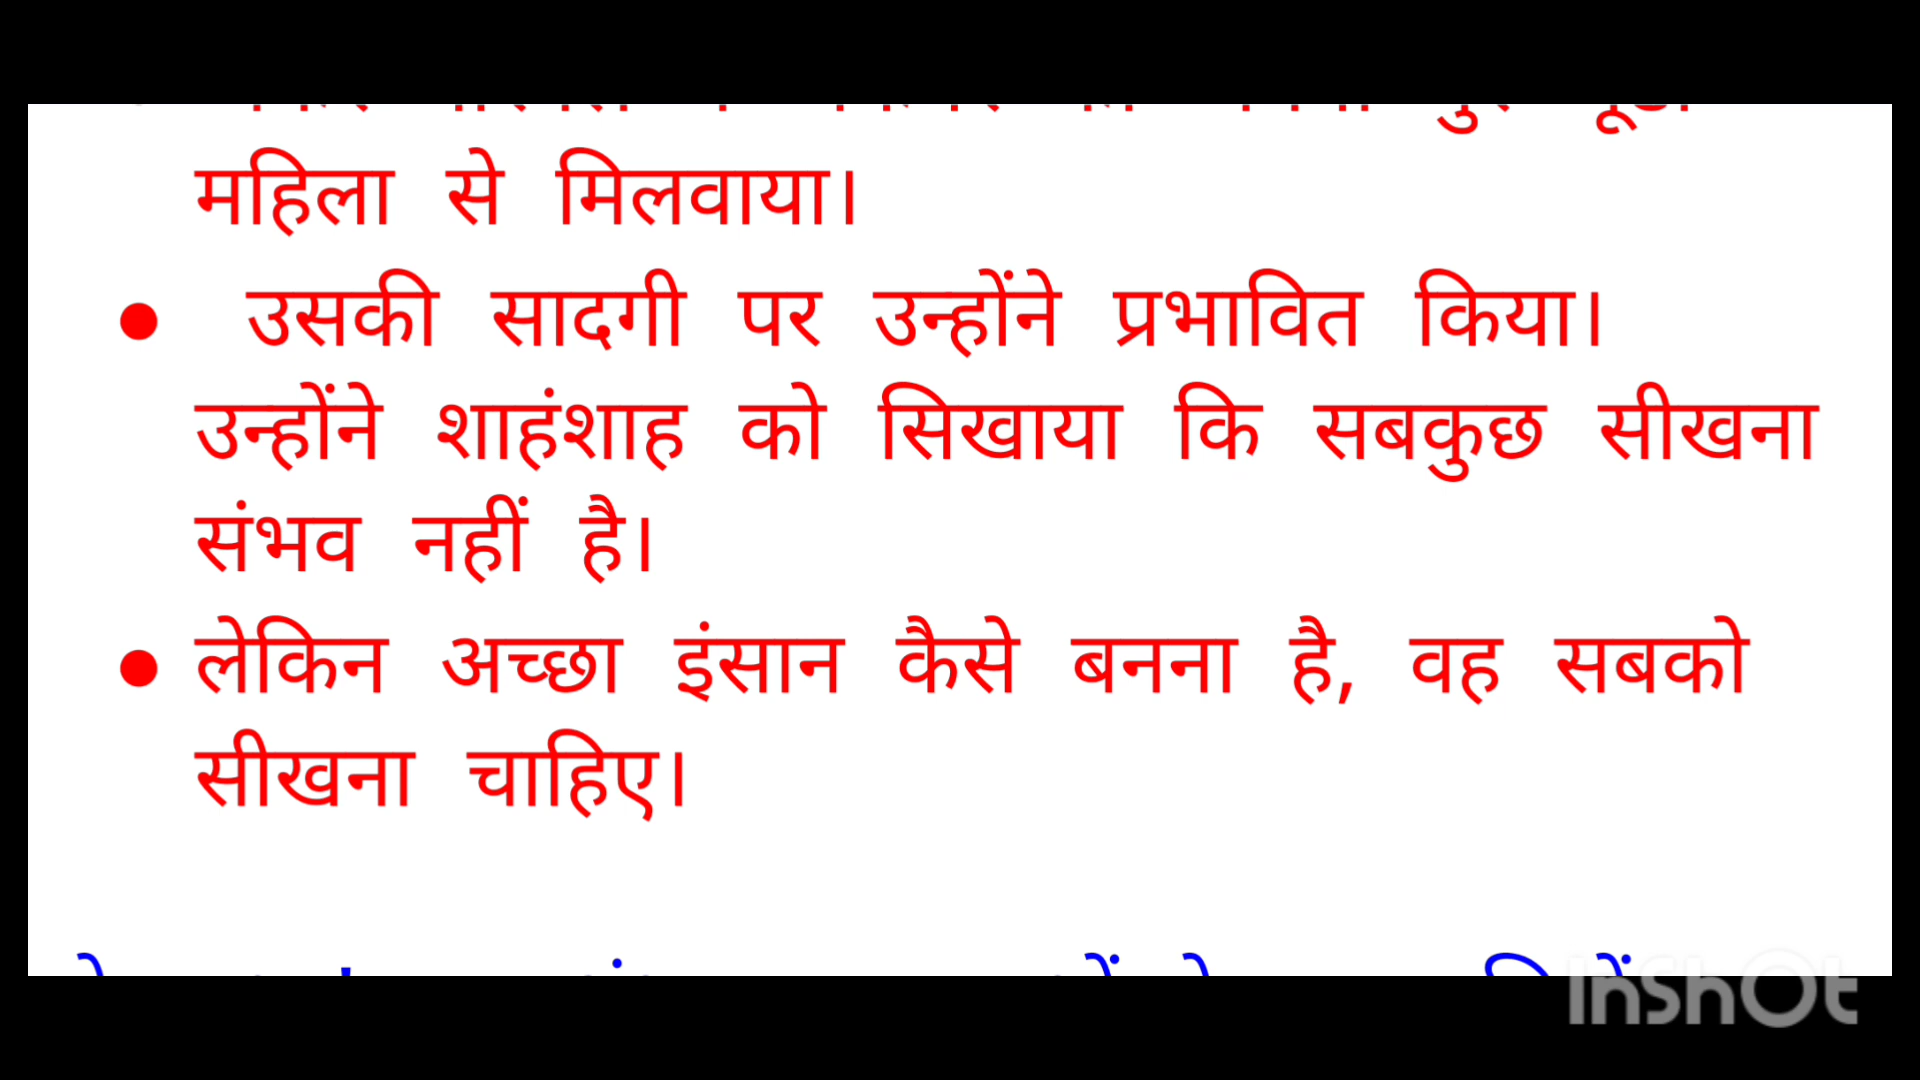 महिला से मिलवाया।
● उसकी सादगी पर उन्होंने प्रभावित किया।
उन्होंने शाहंशाह को सिखाया कि सबकुछ सीखना
संभव नहीं है।
● लेकिन अच्छा इंसान कैसे बनना है, वह सबको
सीखना चाहिए।
InShOt